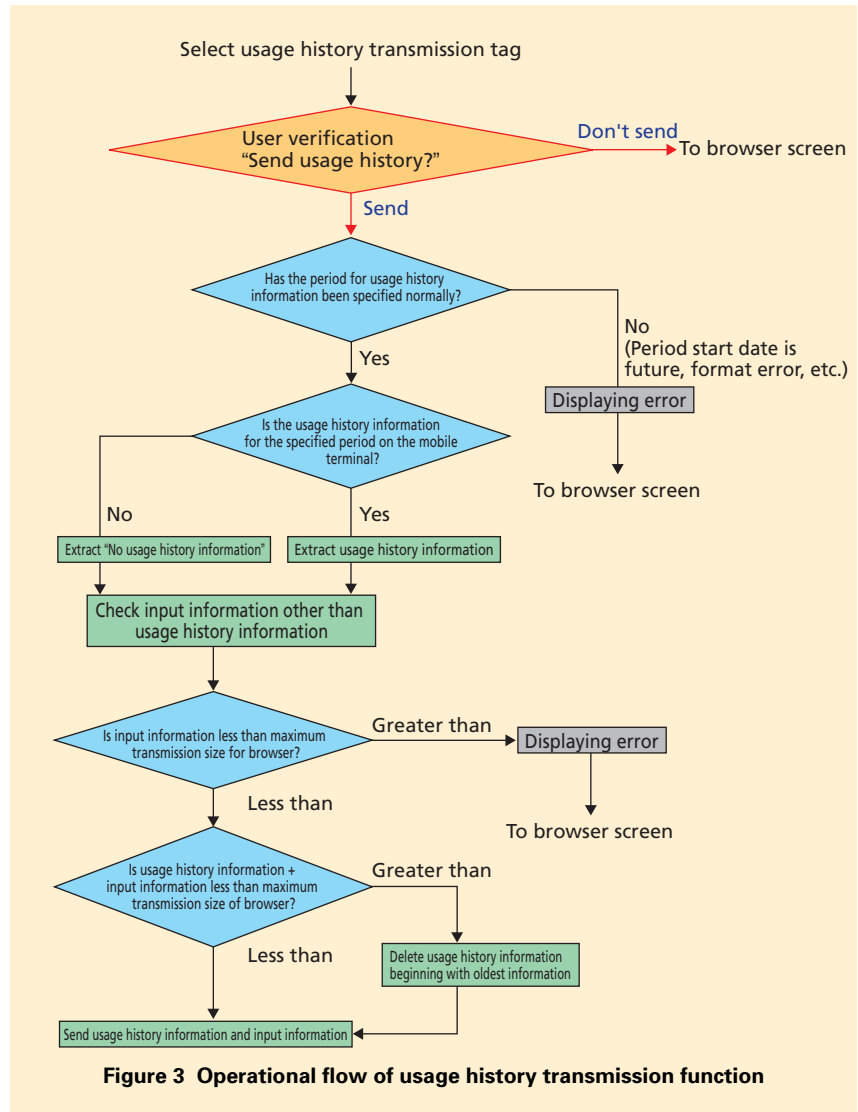 Select usage history transmission tag
User verification
“Send usage history?”
Don't send
To browser screen
Send
Has the period for usage history
information been specified normally?
No
(Period start date is
future, format error, etc.)
Yes
Displaying error
Is the usage history information
for the specified period on the mobile
terminal?
To browser screen
No
Yes
Extract “No usage history information”
Extract usage history information
Check input information other than
usage history information
Is input information less than maximum
transmission size for browser?
Greater than
Displaying error
Less than
To browser screen
Is usage history information +
input information less than maximum
transmission size of browser?
Greater than
Less than
Delete usage history information
beginning with oldest information
Send usage history information and input information
Figure 3 Operational flow of usage history transmission function